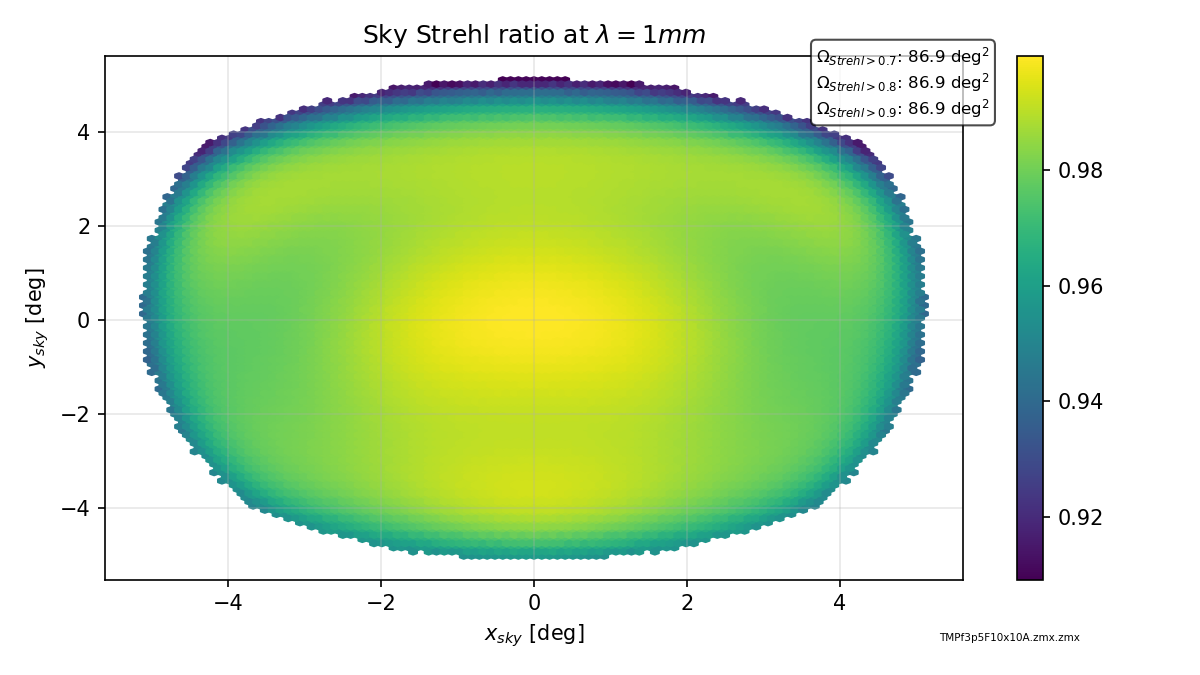 Sky Strehl ratio at λ = 1mm
Ω_{Strehl>0.7}: 86.9 deg²
Ω_{Strehl>0.8}: 86.9 deg²
Ω_{Strehl>0.9}: 86.9 deg²
4
2
0
−2
−4
y_{sky} [deg]
−4 −2 0 2 4
x_{sky} [deg]
0.98
0.96
0.94
0.92
TMPf3p5F10x10A.zmx.zmx